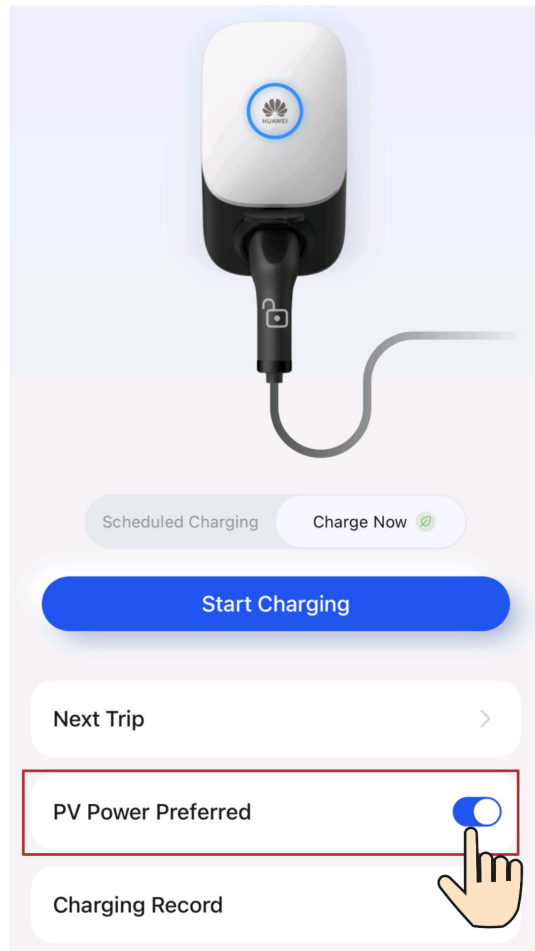 HUAWEI
Scheduled Charging
Charge Now
Start Charging
Next Trip
PV Power Preferred
Charging Record